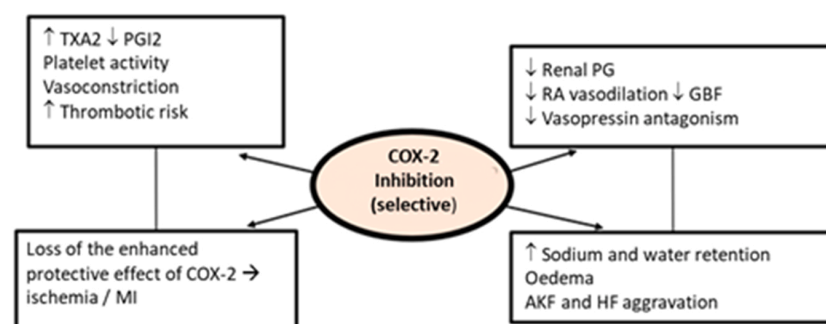 ↑ TXA2 ↓ PGI2
Platelet activity
Vasoconstriction
↑ Thrombotic risk
↓ Renal PG
↓ RA vasodilation ↓ GBF
↓ Vasopressin antagonism
COX-2
Inhibition
(selective)
Loss of the enhanced
protective effect of COX-2 →
ischemia / MI
↑ Sodium and water retention
Oedema
AKF and HF aggravation